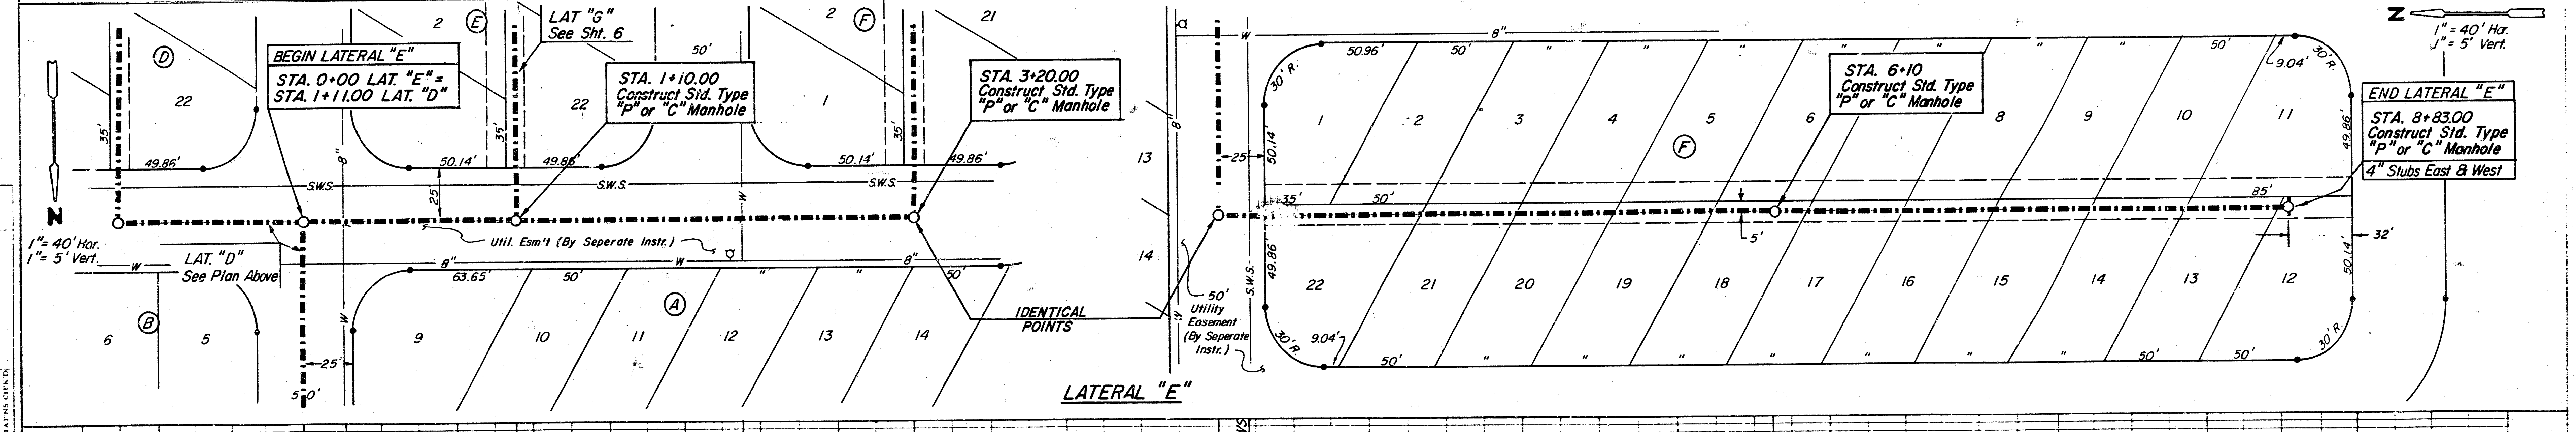 2
E
LAT "G"
See Sht. 6
2
F
21
D
BEGIN LATERAL "E"
STA. 0+00 LAT. "E" =
STA. 1+11.00 LAT. "D"
22
50'
22
STA. 1+10.00
Construct Std. Type
"P" or "C" Manhole
1
STA. 3+20.00
Construct Std. Type
"P" or "C" Manhole
35'
35'
35'
8"
49.86'
50.14'
49.86'
50.14'
49.86'
S.W.S.
S.W.S.
S.W.S.
25'
W
N
1"= 40' Hor.
1"= 5' Vert.
Util. Esm't (By Seperate Instr.)
W
LAT. "D"
See Plan Above
8"
W
8"
63.65'
50'
"
"
"
50'
B
A
W
6
5
9
10
11
12
13
14
25'
50'
IDENTICAL
POINTS
LATERAL "E"
13
14
8"
W
W
8"
25'
50'
Utility
Easement
(By Seperate
Instr.)
S.W.S.
N
1"= 40' Hor.
1"= 5' Vert.
50.96'
50'
"
"
"
"
"
"
"
50'
9.04'
30' R.
30' R.
STA. 6+10
Construct Std. Type
"P" or "C" Manhole
END LATERAL "E"
STA. 8+83.00
Construct Std. Type
"P" or "C" Manhole
4" Stubs East & West
1
2
3
4
5
6
8
9
10
11
F
50.14'
49.86'
35'
50'
85'
5'
32'
49.86'
50.14'
22
21
20
19
18
17
16
15
14
13
12
30' R.
9.04'
50'
"
"
"
"
"
"
"
50'
50'
30' R.